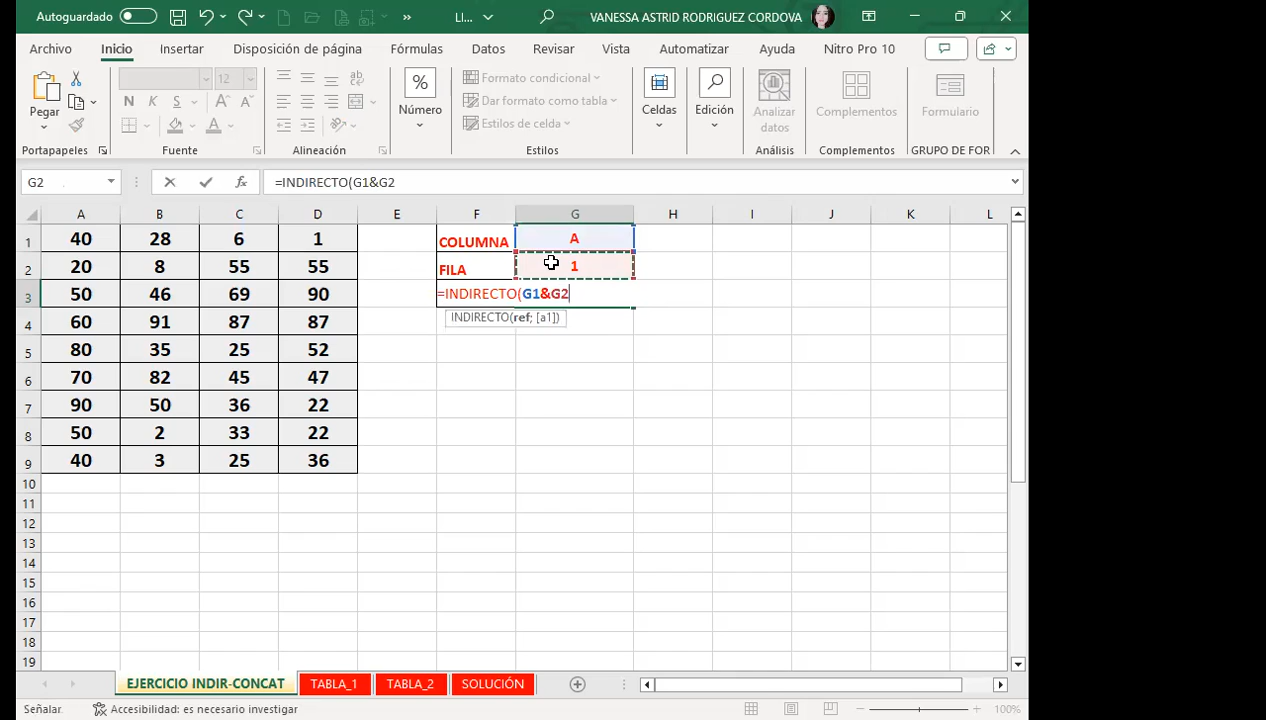 Autoguardado
LI...
VANESSA ASTRID RODRIGUEZ CORDOVA
Archivo Inicio Insertar Disposición de página Fórmulas Datos Revisar Vista Automatizar Ayuda Nitro Pro 10
Pegar
12
N K S
Número
Formato condicional
Dar formato como tabla
Estilos de celda
Celdas
Edición
Analizar datos
Complementos
Formulario
Portapapeles Fuente Alineación Estilos Análisis Complementos GRUPO DE FOR
G2 fx =INDIRECTO(G1&G2
A B C D E F G H I J K L
1 40 28 6 1 COLUMNA A
2 20 8 55 55 FILA 1
3 50 46 69 90 =INDIRECTO(G1&G2
4 60 91 87 87 INDIRECTO(ref; [a1])
5 80 35 25 52
6 70 82 45 47
7 90 50 36 22
8 50 2 33 22
9 40 3 25 36
10
11
12
13
14
15
16
17
18
19
EJERCICIO INDIR-CONCAT TABLA_1 TABLA_2 SOLUCIÓN
Señalar Accesibilidad: es necesario investigar 100%